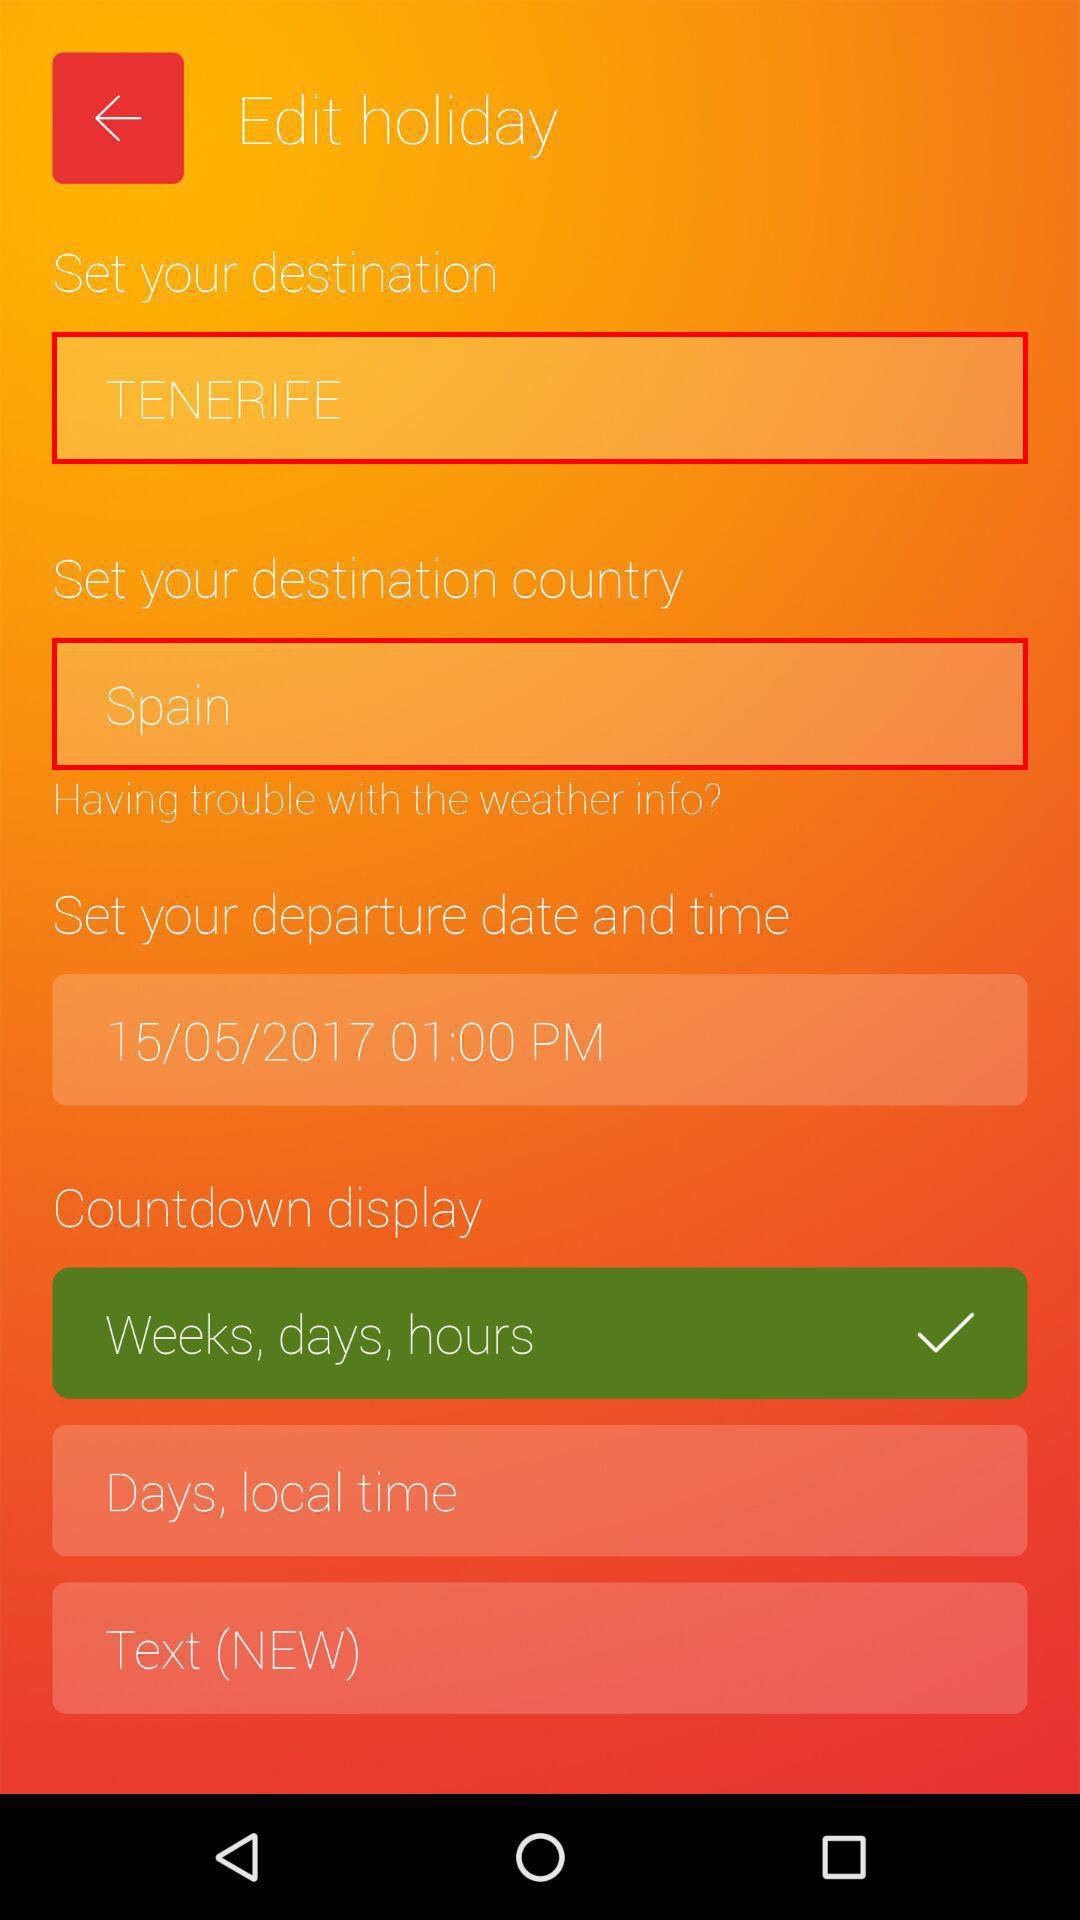 Edit holiday
Set your destination
TENERIFE
Set your destination country
Spain
Having trouble with the weather info?
Set your departure date and time
15/05/2017 01:00 PM
Countdown display
Weeks, days, hours
Days, local time
Text (NEW)